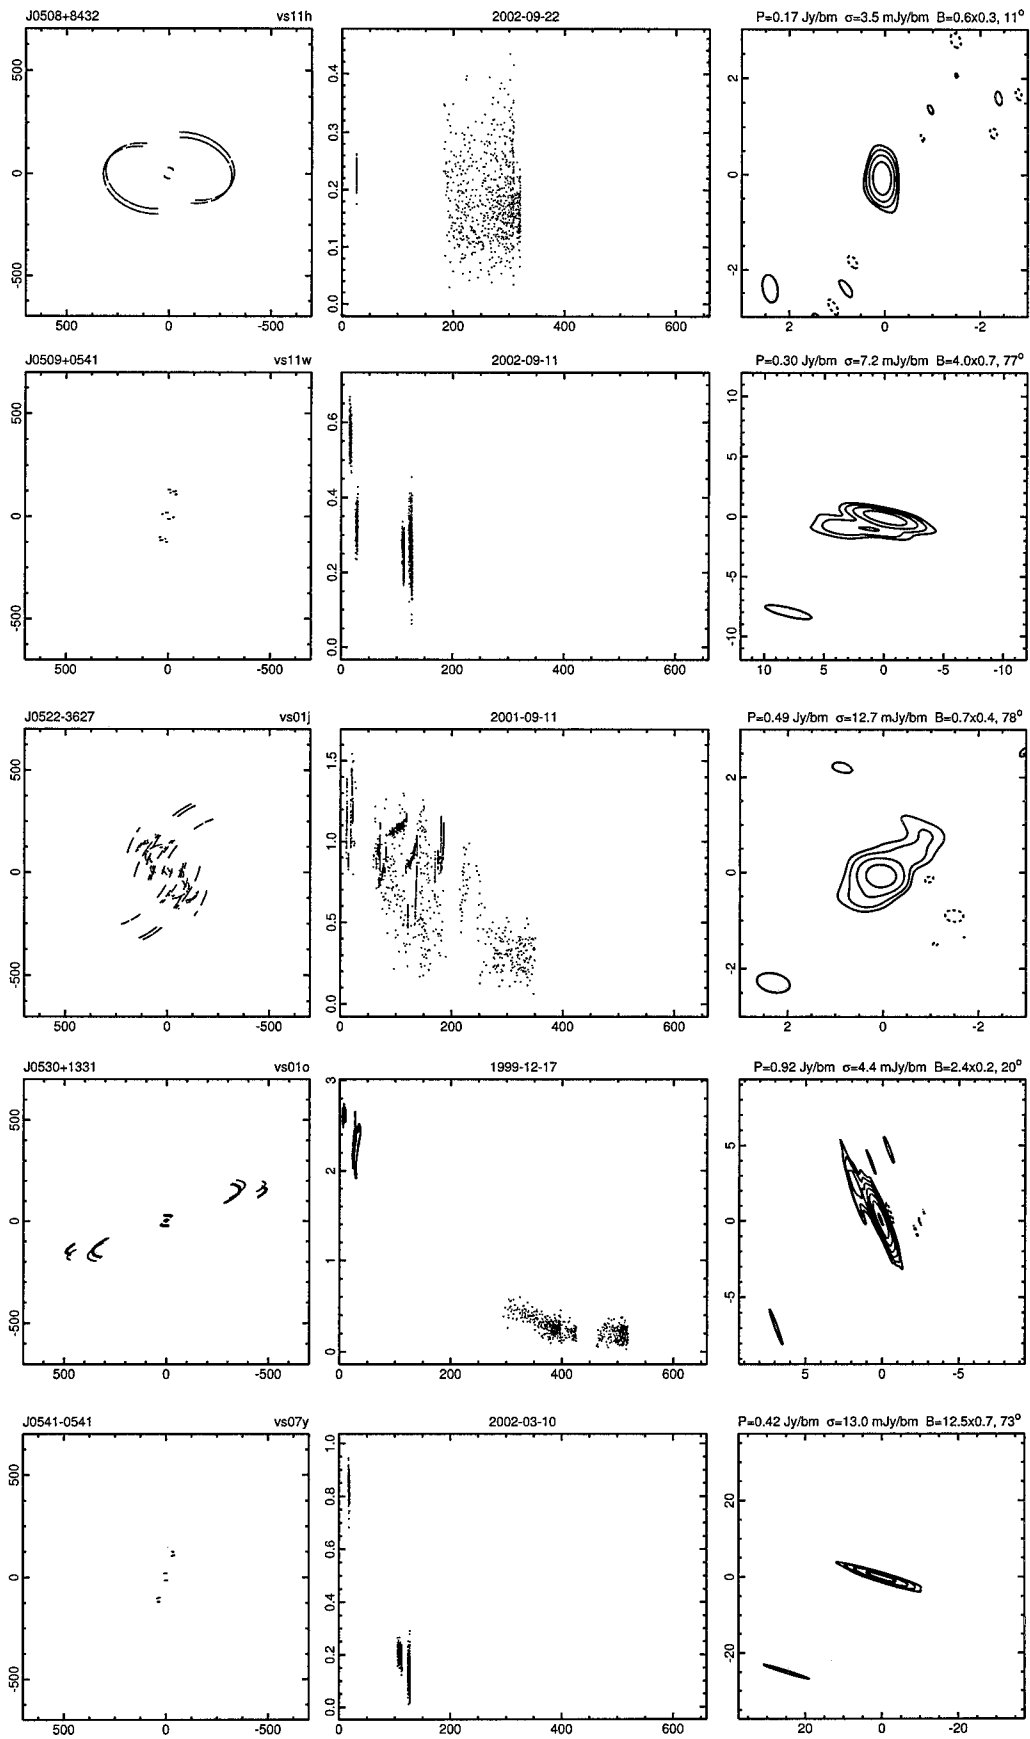 J0508+8432 vs11h 2002-09-22 P=0.17 Jy/bm σ=3.5 mJy/bm B=0.6x0.3, 11°
500 0 -500
500 0 -500
0.4 0.3 0.2 0.1 0.0
0 200 400 600
2 0 -2
2 0 -2
J0509+0541 vs11w 2002-09-11 P=0.30 Jy/bm σ=7.2 mJy/bm B=4.0x0.7, 77°
500 0 -500
500 0 -500
0.6 0.4 0.2 0.0
0 200 400 600
10 5 0 -5 -10
10 5 0 -5 -10
J0522-3627 vs01j 2001-09-11 P=0.49 Jy/bm σ=12.7 mJy/bm B=0.7x0.4, 78°
500 0 -500
500 0 -500
1.5 1.0 0.5 0.0
0 200 400 600
2 0 -2
2 0 -2
J0530+1331 vs01o 1999-12-17 P=0.92 Jy/bm σ=4.4 mJy/bm B=2.4x0.2, 20°
500 0 -500
500 0 -500
3 2 1 0
0 200 400 600
5 0 -5
5 0 -5
J0541-0541 vs07y 2002-03-10 P=0.42 Jy/bm σ=13.0 mJy/bm B=12.5x0.7, 73°
500 0 -500
500 0 -500
1.0 0.8 0.6 0.4 0.2 0.0
0 200 400 600
20 0 -20
20 0 -20